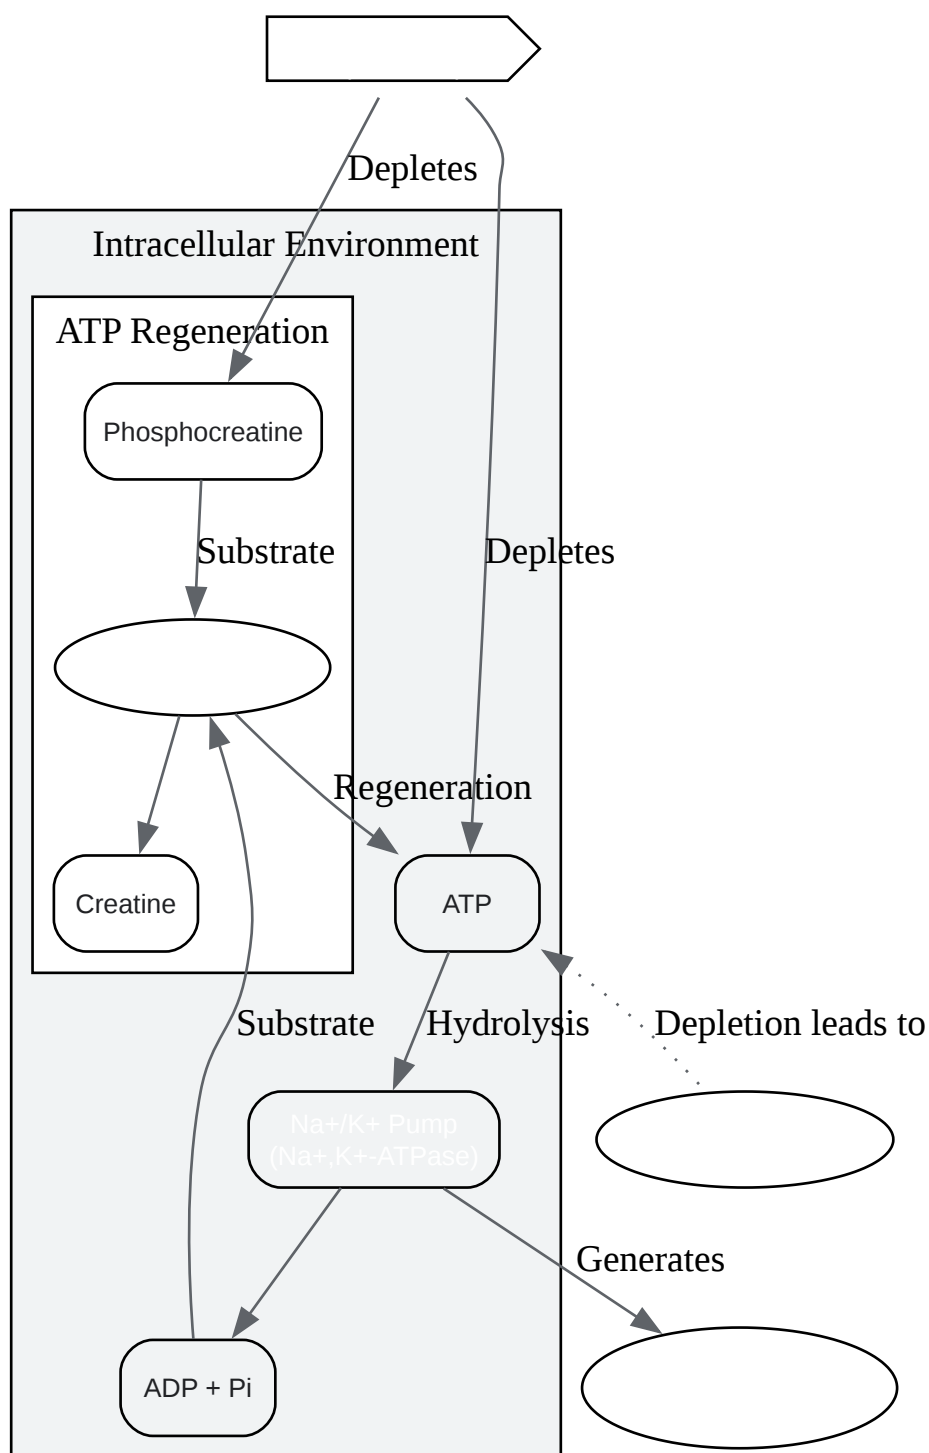 Depletes
Intracellular Environment
ATP Regeneration
Phosphocreatine
Substrate
Depletes
Regeneration
Creatine
ATP
Substrate
Hydrolysis
Depletion leads to
Na+/K+ Pump
(Na+,K+-ATPase)
Generates
ADP + Pi